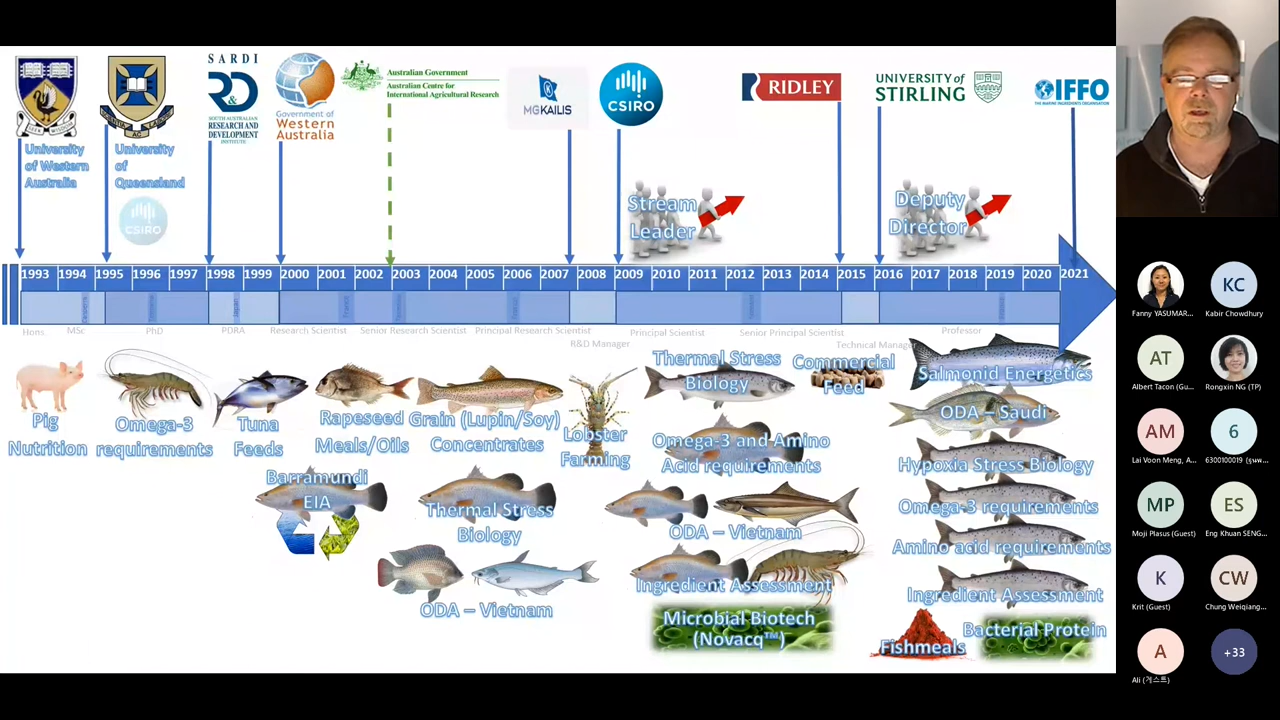 SARDI
R&D
SOUTH AUSTRALIAN
RESEARCH AND
DEVELOPMENT
INSTITUTE
Government of
Western
Australia
Australian Government
Australian Centre for
International Agricultural Research
MGKAILIS
CSIRO
RIDLEY
UNIVERSITY of
STIRLING
IFFO
THE MARINE INGREDIENTS ORGANISATION
University
of Western
Australia
University
of
Queensland
CSIRO
Stream
Leader
Deputy
Director
1993 1994 1995 1996 1997 1998 1999 2000 2001 2002 2003 2004 2005 2006 2007 2008 2009 2010 2011 2012 2013 2014 2015 2016 2017 2018 2019 2020 2021
Hons
MSc
PhD
PDRA
Research Scientist
Senior Research Scientist
Principal Research Scientist
R&D Manager
Principal Scientist
Senior Principal Scientist
Technical Manager
Professor
Pig
Nutrition
Omega-3
requirements
Tuna
Feeds
Rapeseed
Meals/Oils
Grain (Lupin/Soy)
Concentrates
Lobster
Farming
Thermal Stress
Biology
Commercial
Feed
Salmonid Energetics
ODA – Saudi
Barramundi
EIA
Thermal Stress
Biology
Omega-3 and Amino
Acid requirements
Hypoxia Stress Biology
Omega-3 requirements
ODA – Vietnam
Amino acid requirements
ODA – Vietnam
Ingredient Assessment
Ingredient Assessment
Microbial Biotech
(Novacq™)
Fishmeals
Bacterial Protein
Fanny YASUMAR...
KC
Kabir Chowdhury
AT
Albert Tacon (Gu...
Rongxin NG (TP)
AM
Lai Voon Meng, A...
6
MP
Moji Plasus (Guest)
ES
Eng Khuan SENG...
K
Krit (Guest)
CW
Chung Weiqiang...
A
Ali (게스트)
+33